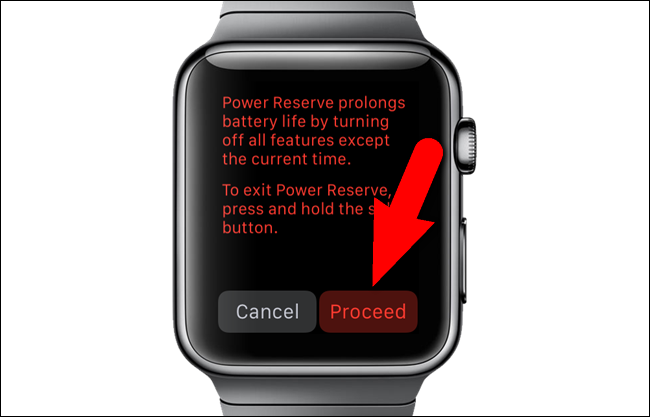 Power Reserve prolongs
battery life by turning
off all features except
the current time.
To exit Power Reserve,
press and hold the
button.
Cancel Proceed